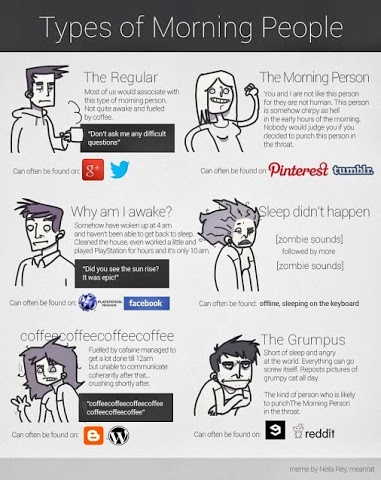 Types of Morning People
The Regular
Most of us would associate with
this type of morning person.
Not quite awake and fueled
by coffee.
"Don't ask me any difficult
questions"
Can often be found on:
g+
The Morning Person
You and I are not like this person
for they are not human. This person
is somewhat chirpy as hell
in the early hours of the morning.
Nobody would judge you if you
decided to punch this person in
the throat.
Can often be found on
Pinterest
tumblr.
Why am I awake?
Somehow have woken up at 4 am
and haven't been able to get back to sleep.
Cleaned the house, even worked a little and
played PlayStation for hours and it's only 10 am.
"Did you see the sun rise?
It was epic!"
Can often be found on:
PLAYSTATION
Network
facebook
Sleep didn't happen
[zombie sounds]
followed by more
[zombie sounds]
Can often be found: offline, sleeping on the keyboard
coffeecoffeecoffeecoffee
Fuelled by cafaine managed to
get a lot done till 12am
but unable to communicate
coherantly after that...
crushing shortly after.
"coffeecoffeecoffeecoffee
coffeecoffeecoffee"
Can often be found on:
The Grumpus
Short of sleep and angry
at the world. Everything can go
screw itself. Reposts pictures of
grumpy cat all day.
The kind of person who is likely
to punchThe Morning Person
in the throat.
Can often be found on:
reddit
meme by Neila Rey, meanrat